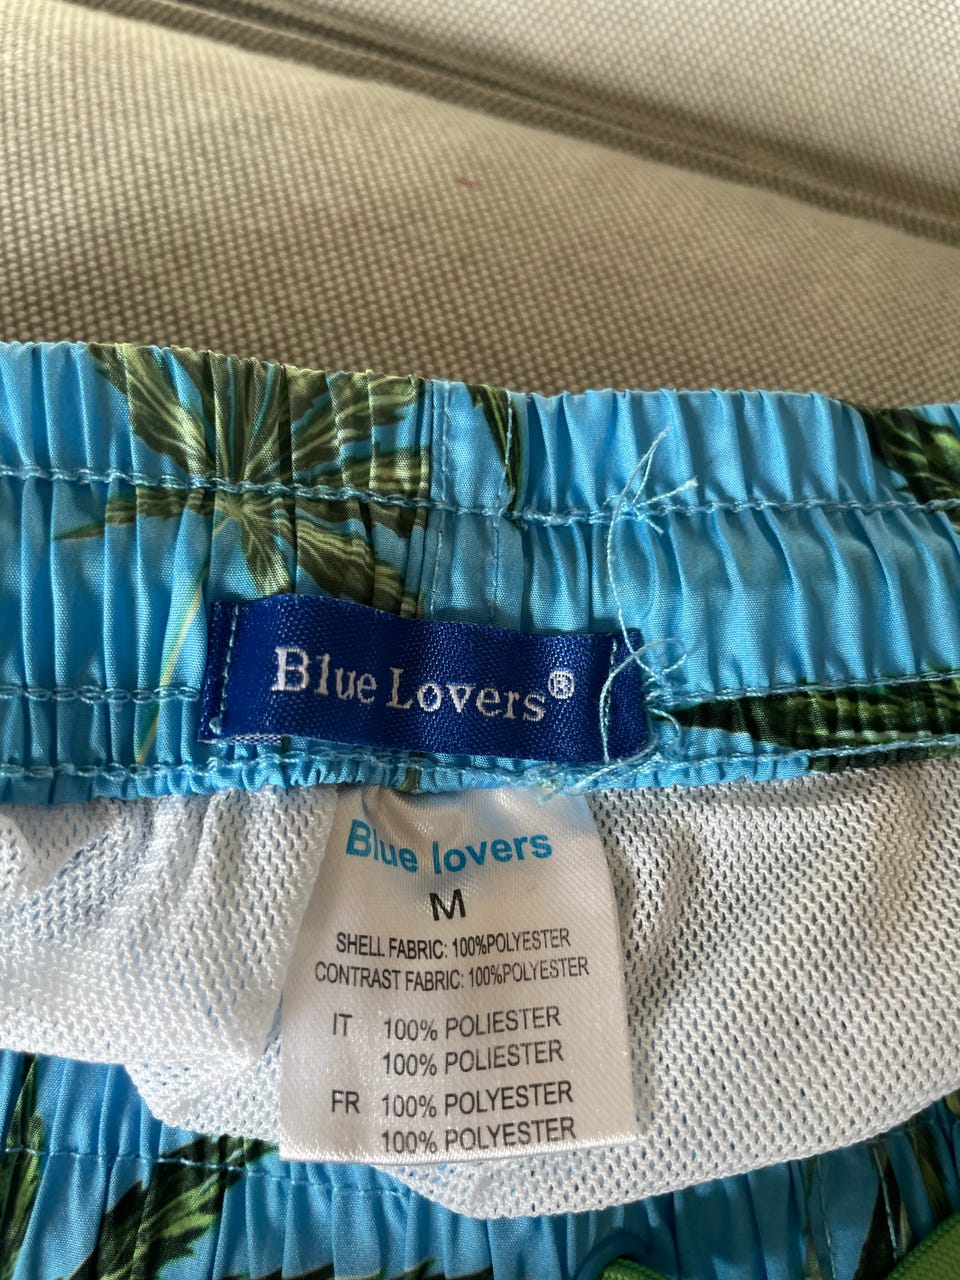 Blue Lovers®
Blue lovers
M
SHELL FABRIC: 100%POLYESTER
CONTRAST FABRIC: 100%POLYESTER
IT 100% POLIESTER
100% POLIESTER
FR 100% POLYESTER
100% POLYESTER